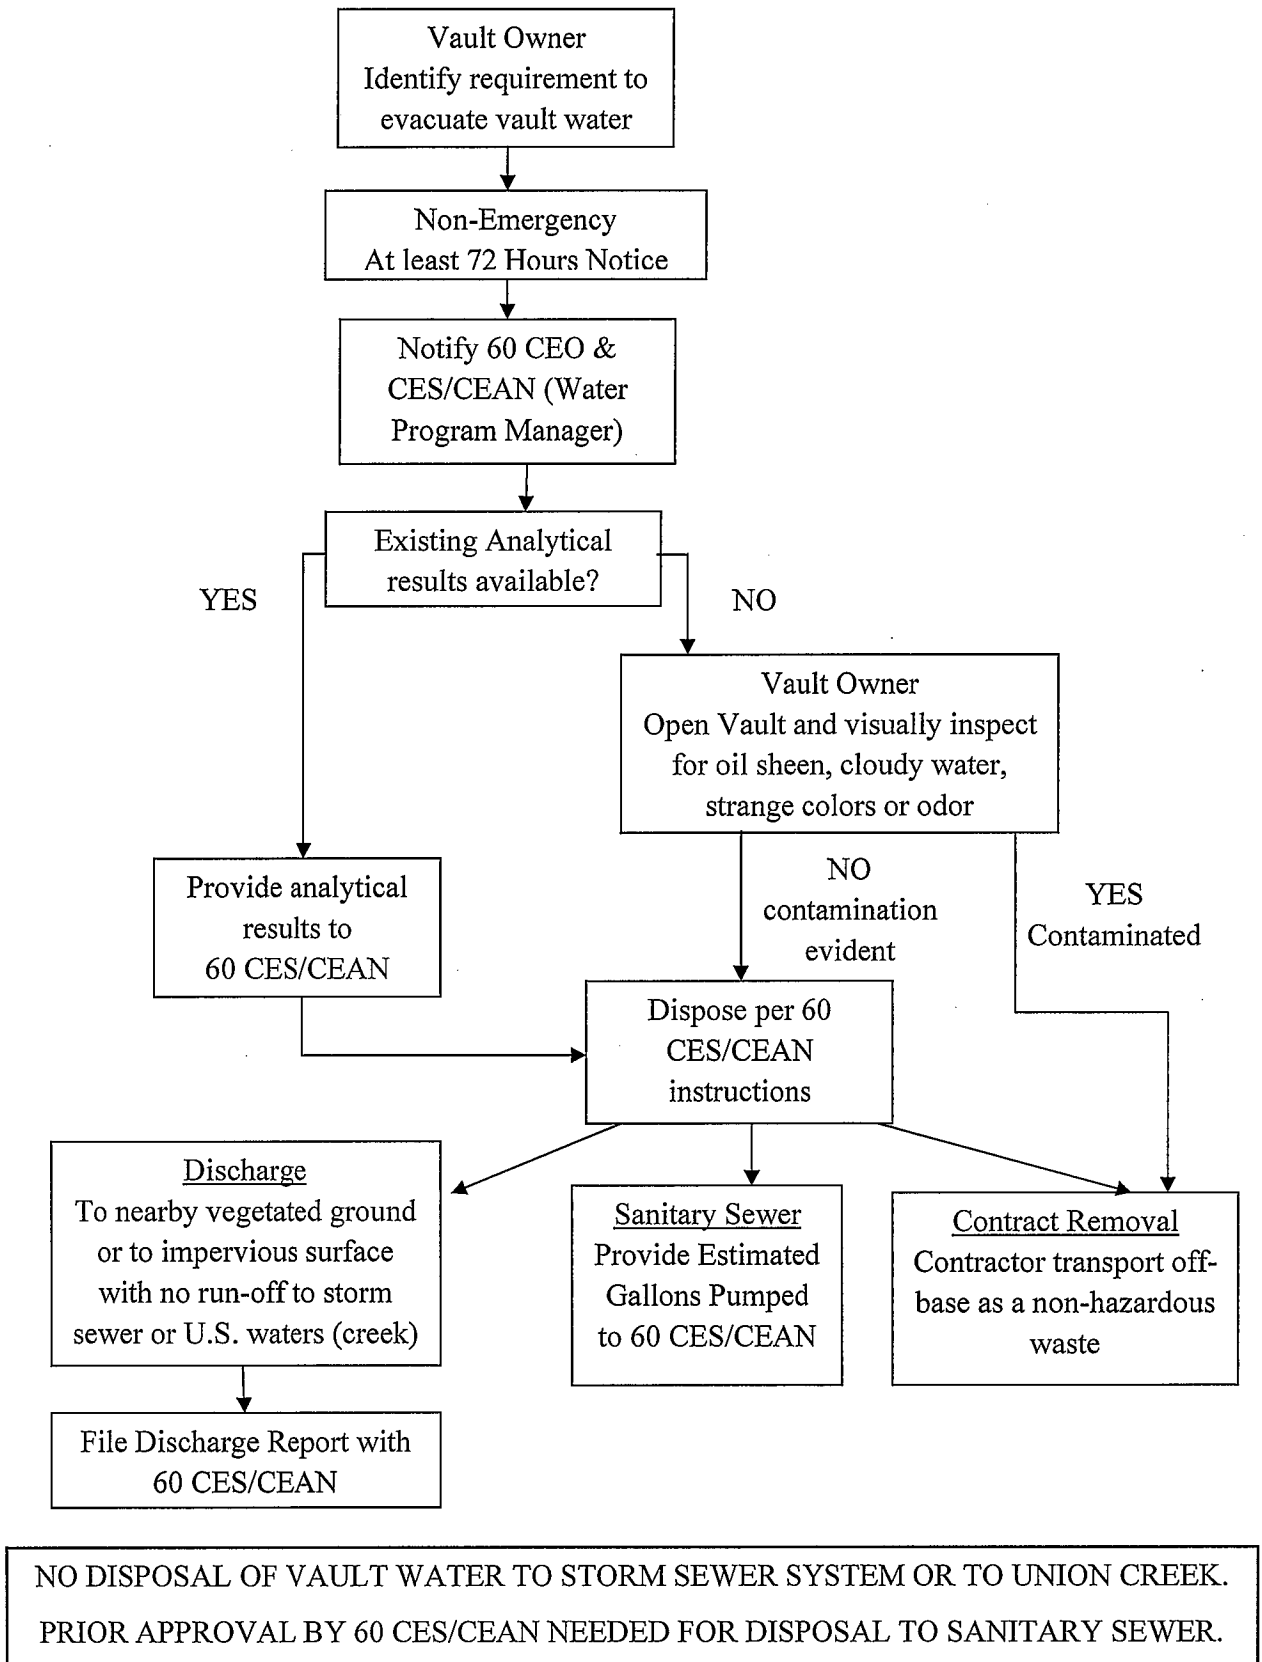 Vault Owner
Identify requirement to
evacuate vault water
Non-Emergency
At least 72 Hours Notice
Notify 60 CEO &
CES/CEAN (Water
Program Manager)
Existing Analytical
results available?
YES
NO
Vault Owner
Open Vault and visually inspect
for oil sheen, cloudy water,
strange colors or odor
Provide analytical
results to
60 CES/CEAN
NO
contamination
evident
YES
Contaminated
Dispose per 60
CES/CEAN
instructions
Discharge
To nearby vegetated ground
or to impervious surface
with no run-off to storm
sewer or U.S. waters (creek)
Sanitary Sewer
Provide Estimated
Gallons Pumped
to 60 CES/CEAN
Contract Removal
Contractor transport off-
base as a non-hazardous
waste
File Discharge Report with
60 CES/CEAN
NO DISPOSAL OF VAULT WATER TO STORM SEWER SYSTEM OR TO UNION CREEK.
PRIOR APPROVAL BY 60 CES/CEAN NEEDED FOR DISPOSAL TO SANITARY SEWER.